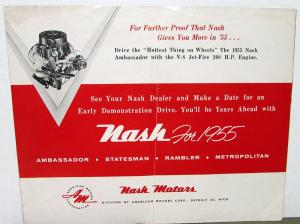 For Further Proof That Nash
Gives You More in '55 . . .
Drive the "Hottest Thing on Wheels" The 1955 Nash
Ambassador with the V-8 Jet-Fire 208 H.P. Engine.
See Your Nash Dealer and Make a Date for an
Early Demonstration Drive. You'll be Years Ahead with
Nash For 1955
AMBASSADOR • STATESMAN • RAMBLER • METROPOLITAN
AMERICAN MOTORS
AM
Nash Motors
DIVISION OF AMERICAN MOTORS CORP., DETROIT 32, MICH.